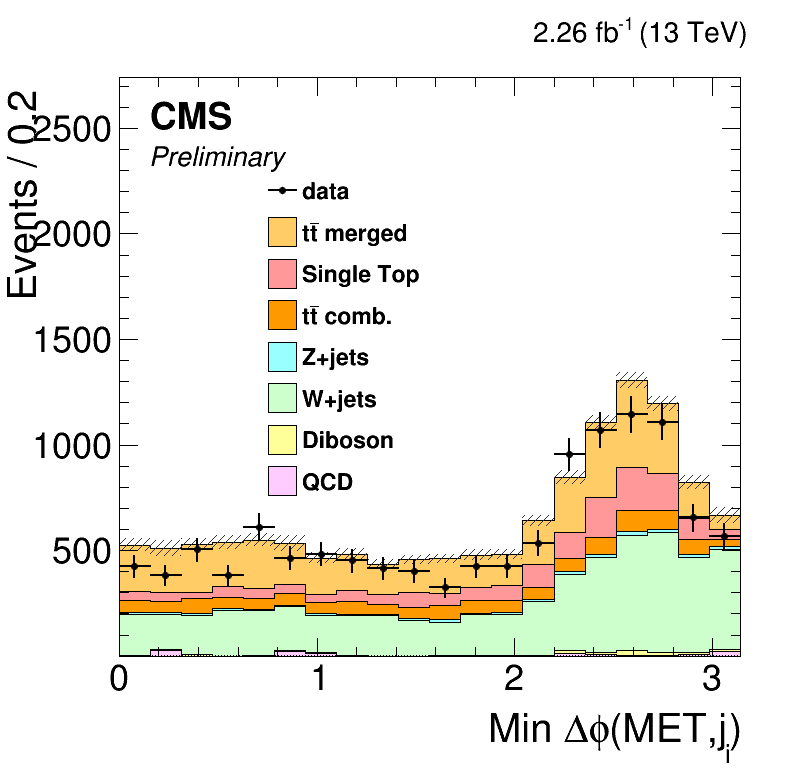 2.26 fb⁻¹ (13 TeV)
Events / 0.2
CMS
Preliminary
data
tt̄ merged
Single Top
tt̄ comb.
Z+jets
W+jets
Diboson
QCD
2500
2000
1500
1000
500
0 1 2 3
Min Δϕ(MET,jᵢ)